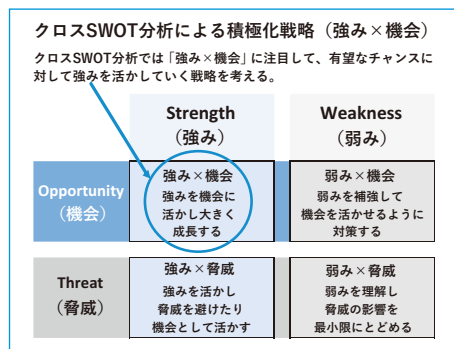 クロスSWOT分析による積極化戦略（強み×機会）
クロスSWOT分析では「強み×機会」に注目して、有望なチャンスに
対して強みを活かしていく戦略を考える。
Strength
（強み）
Weakness
（弱み）
Opportunity
（機会）
強み×機会
強みを機会に
活かし大きく
成長する
弱み×機会
弱みを補強して
機会を活かせるように
対策する
Threat
（脅威）
強み×脅威
強みを活かし
脅威を避けたり
機会として活かす
弱み×脅威
弱みを理解し
脅威の影響を
最小限にとどめる